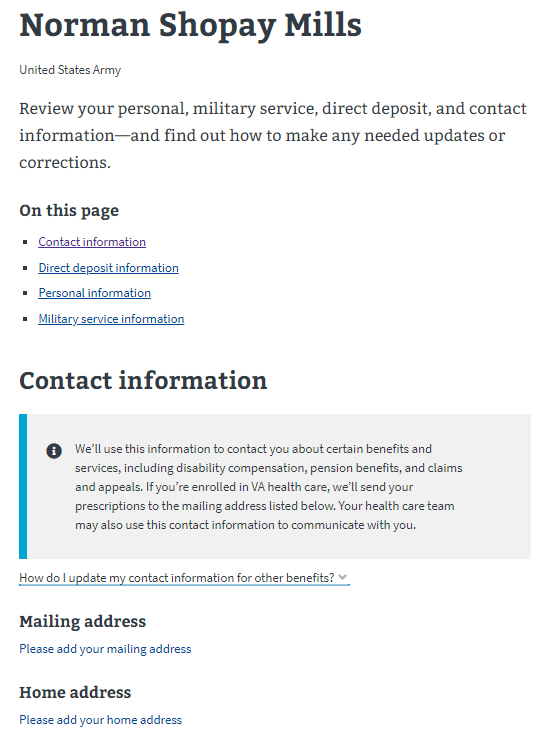 Norman Shopay Mills
United States Army
Review your personal, military service, direct deposit, and contact
information—and find out how to make any needed updates or
corrections.
On this page
Contact information
Direct deposit information
Personal information
Military service information
Contact information
We’ll use this information to contact you about certain benefits and
services, including disability compensation, pension benefits, and claims
and appeals. If you’re enrolled in VA health care, we’ll send your
prescriptions to the mailing address listed below. Your health care team
may also use this contact information to communicate with you.
How do I update my contact information for other benefits?
Mailing address
Please add your mailing address
Home address
Please add your home address